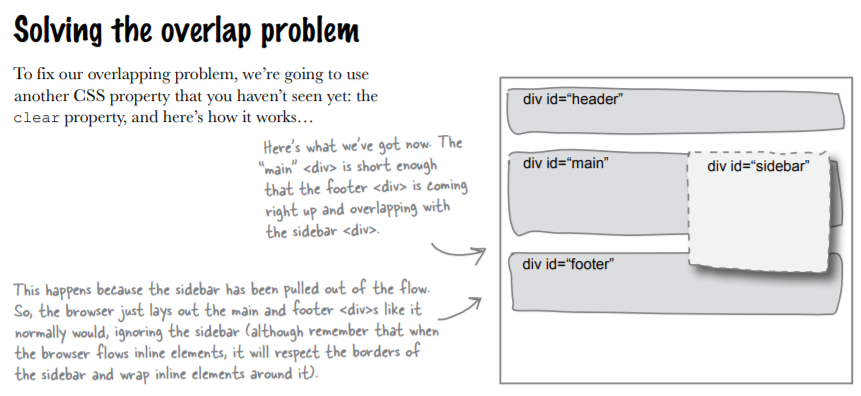 Solving the overlap problem
To fix our overlapping problem, we're going to use
another CSS property that you haven't seen yet: the
clear property, and here's how it works…
Here's what we've got now. The
"main" <div> is short enough
that the footer <div> is coming
right up and overlapping with
the sidebar <div>.
This happens because the sidebar has been pulled out of the flow.
So, the browser just lays out the main and footer <div>s like it
normally would, ignoring the sidebar (although remember that when
the browser flows inline elements, it will respect the borders of
the sidebar and wrap inline elements around it).
div id="header"
div id="main"
div id="sidebar"
div id="footer"